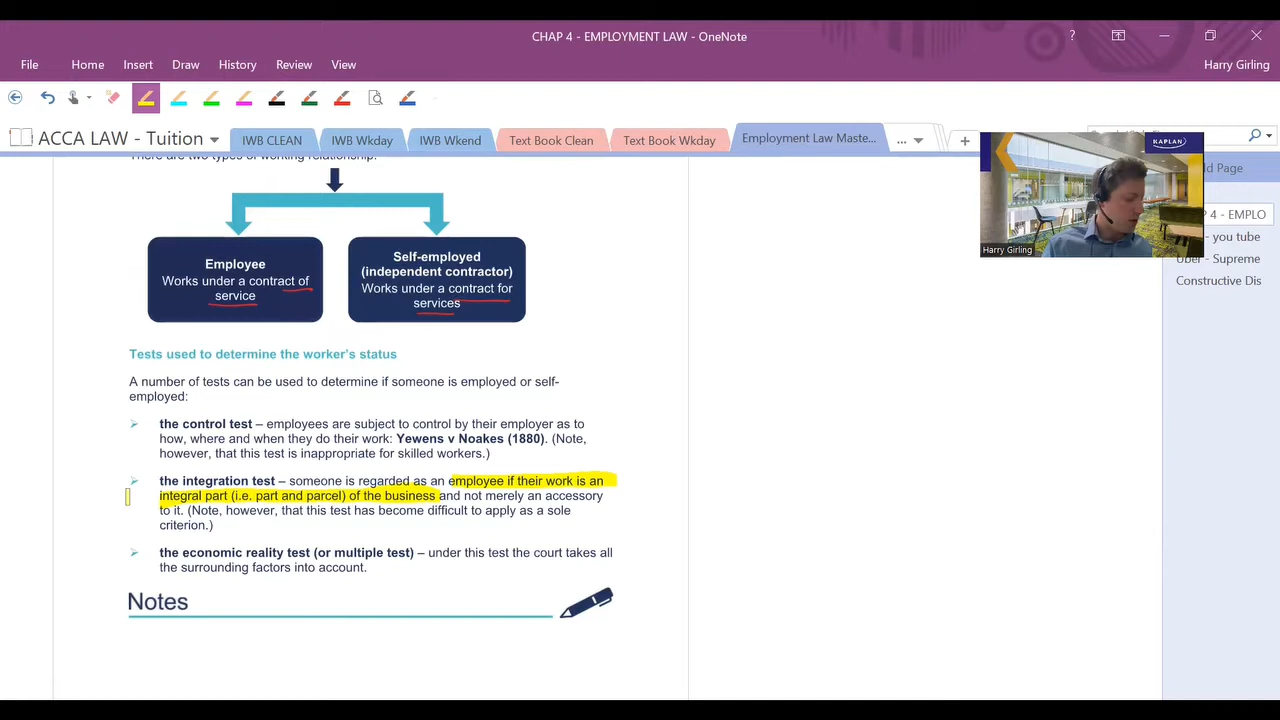 CHAP 4 - EMPLOYMENT LAW - OneNote
?
File Home Insert Draw History Review View
Harry Girling
ACCA LAW - Tuition
IWB CLEAN
IWB Wkday
IWB Wkend
Text Book Clean
Text Book Wkday
Employment Law Maste...
...
KAPLAN
Harry Girling
Page
4 - EMPLO
- you tube
Uber - Supreme
Constructive Dis
There are two types of working relationship:
Employee
Works under a contract of
service
Self-employed
(independent contractor)
Works under a contract for
services
Tests used to determine the worker's status
A number of tests can be used to determine if someone is employed or self-
employed:
the control test – employees are subject to control by their employer as to
how, where and when they do their work: Yewens v Noakes (1880). (Note,
however, that this test is inappropriate for skilled workers.)
the integration test – someone is regarded as an employee if their work is an
integral part (i.e. part and parcel) of the business and not merely an accessory
to it. (Note, however, that this test has become difficult to apply as a sole
criterion.)
the economic reality test (or multiple test) – under this test the court takes all
the surrounding factors into account.
Notes